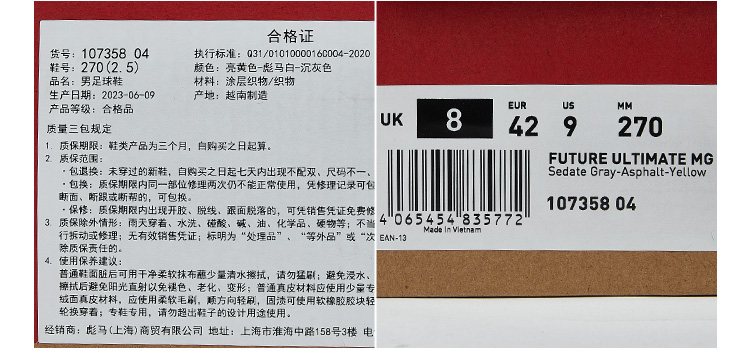 合格证
货号: 107358 04
执行标准: Q31/0101000016C004-2020
鞋号: 270(2.5)
颜色: 亮黄色-彪马白-沉灰色
品名: 男足球鞋
材料: 涂层织物/织物
生产日期: 2023-06-09
产地: 越南制造
产品等级: 合格品
质量三包规定
1. 质保期限: 鞋类产品为三个月, 自购买之日起算。
2. 质保范围:
·包退换: 未穿过的新鞋, 自购买之日起七天内出现不配双、尺码不一、
·包换: 质保期限内同一部位修理两次仍不能正常使用, 凭修理记录可包
断面、断跟或断帮的, 可包换。
·保修: 质保期限内出现开胶、脱线、跟面脱落的, 可凭销售凭证免费修
3. 质保除外情形: 雨天穿着、水洗、碰酸、碱、油、化学品、硬物等; 不当
行拆动或修理; 无有效销售凭证; 标明为“处理品”、“等外品”或“次
除质保责任的。
4. 使用保养建议:
普通鞋面脏后可用干净柔软抹布蘸少量清水擦拭, 请勿猛刷; 避免浸水、
擦拭后避免阳光直射以免褪色、老化、变形; 普通真皮材料应使用少量专
绒面真皮材料, 应使用柔软毛刷, 顺方向轻刷, 固渍可使软橡胶胶块轻
轮换穿着; 专鞋专用, 请勿超出鞋子的设计用途使用。
经销商: 彪马(上海)商贸有限公司 地址: 上海市淮海中路158号3楼 电
UK 8
EUR 42
US 9
MM 270
FUTURE ULTIMATE MG
Sedate Gray-Asphalt-Yellow
107358 04
4 065454 835772
Made in Vietnam
EAN-13